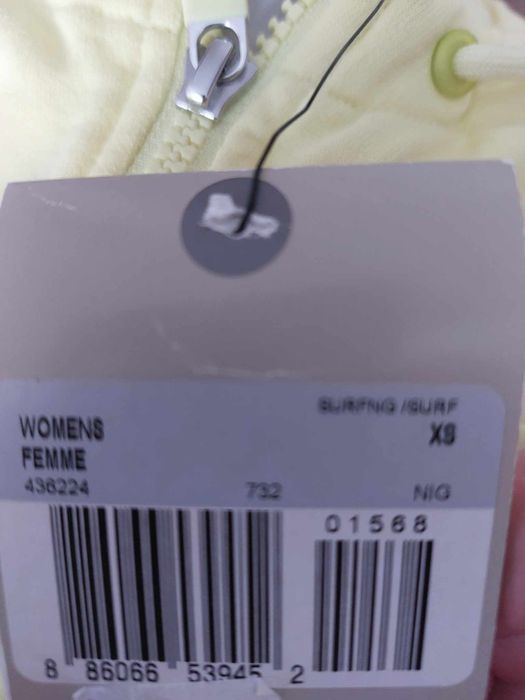 SURFNG /SURF
WOMENS XS
FEMME
436224 732 NIG
01568
8 86066 53945 2